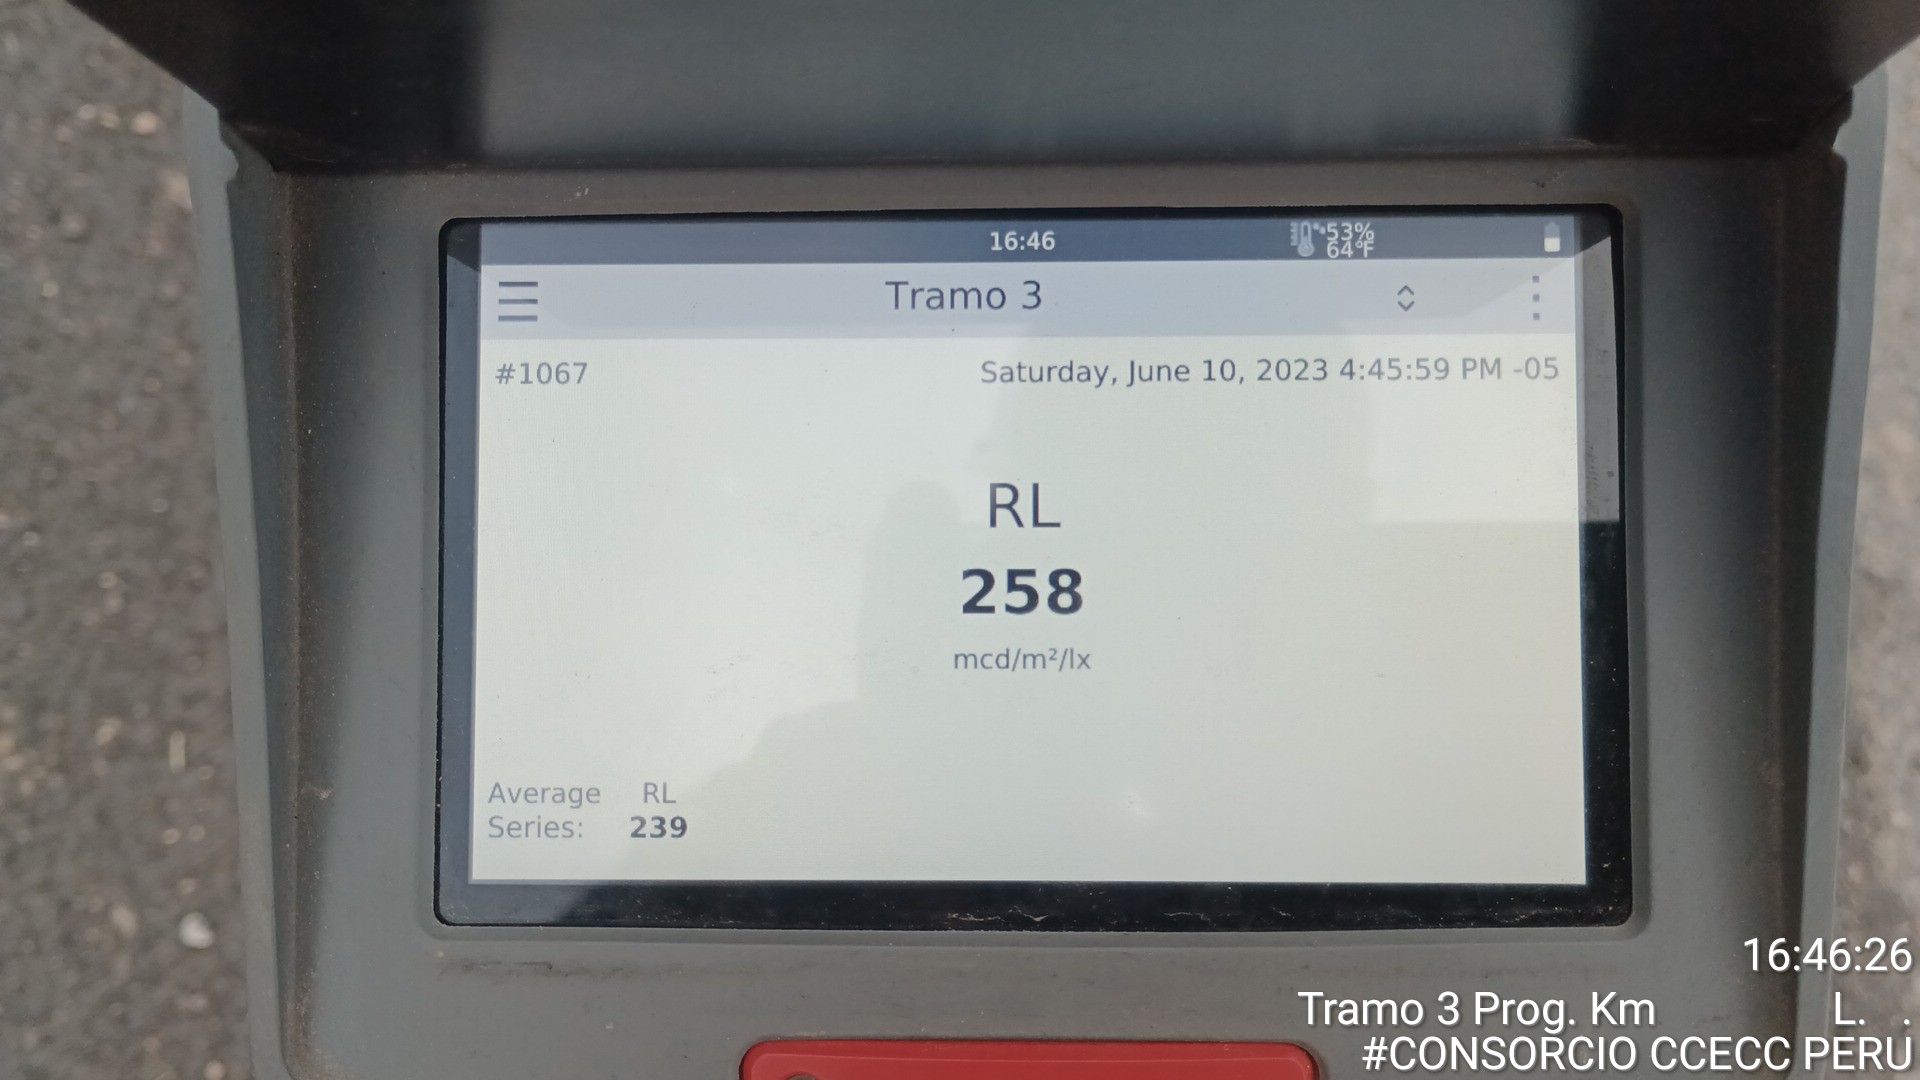 16:46
53%
64°F
Tramo 3
#1067
Saturday, June 10, 2023 4:45:59 PM -05
RL
258
mcd/m²/lx
Average RL
Series: 239
16:46:26
Tramo 3 Prog. Km L. .
#CONSORCIO CCECC PERU